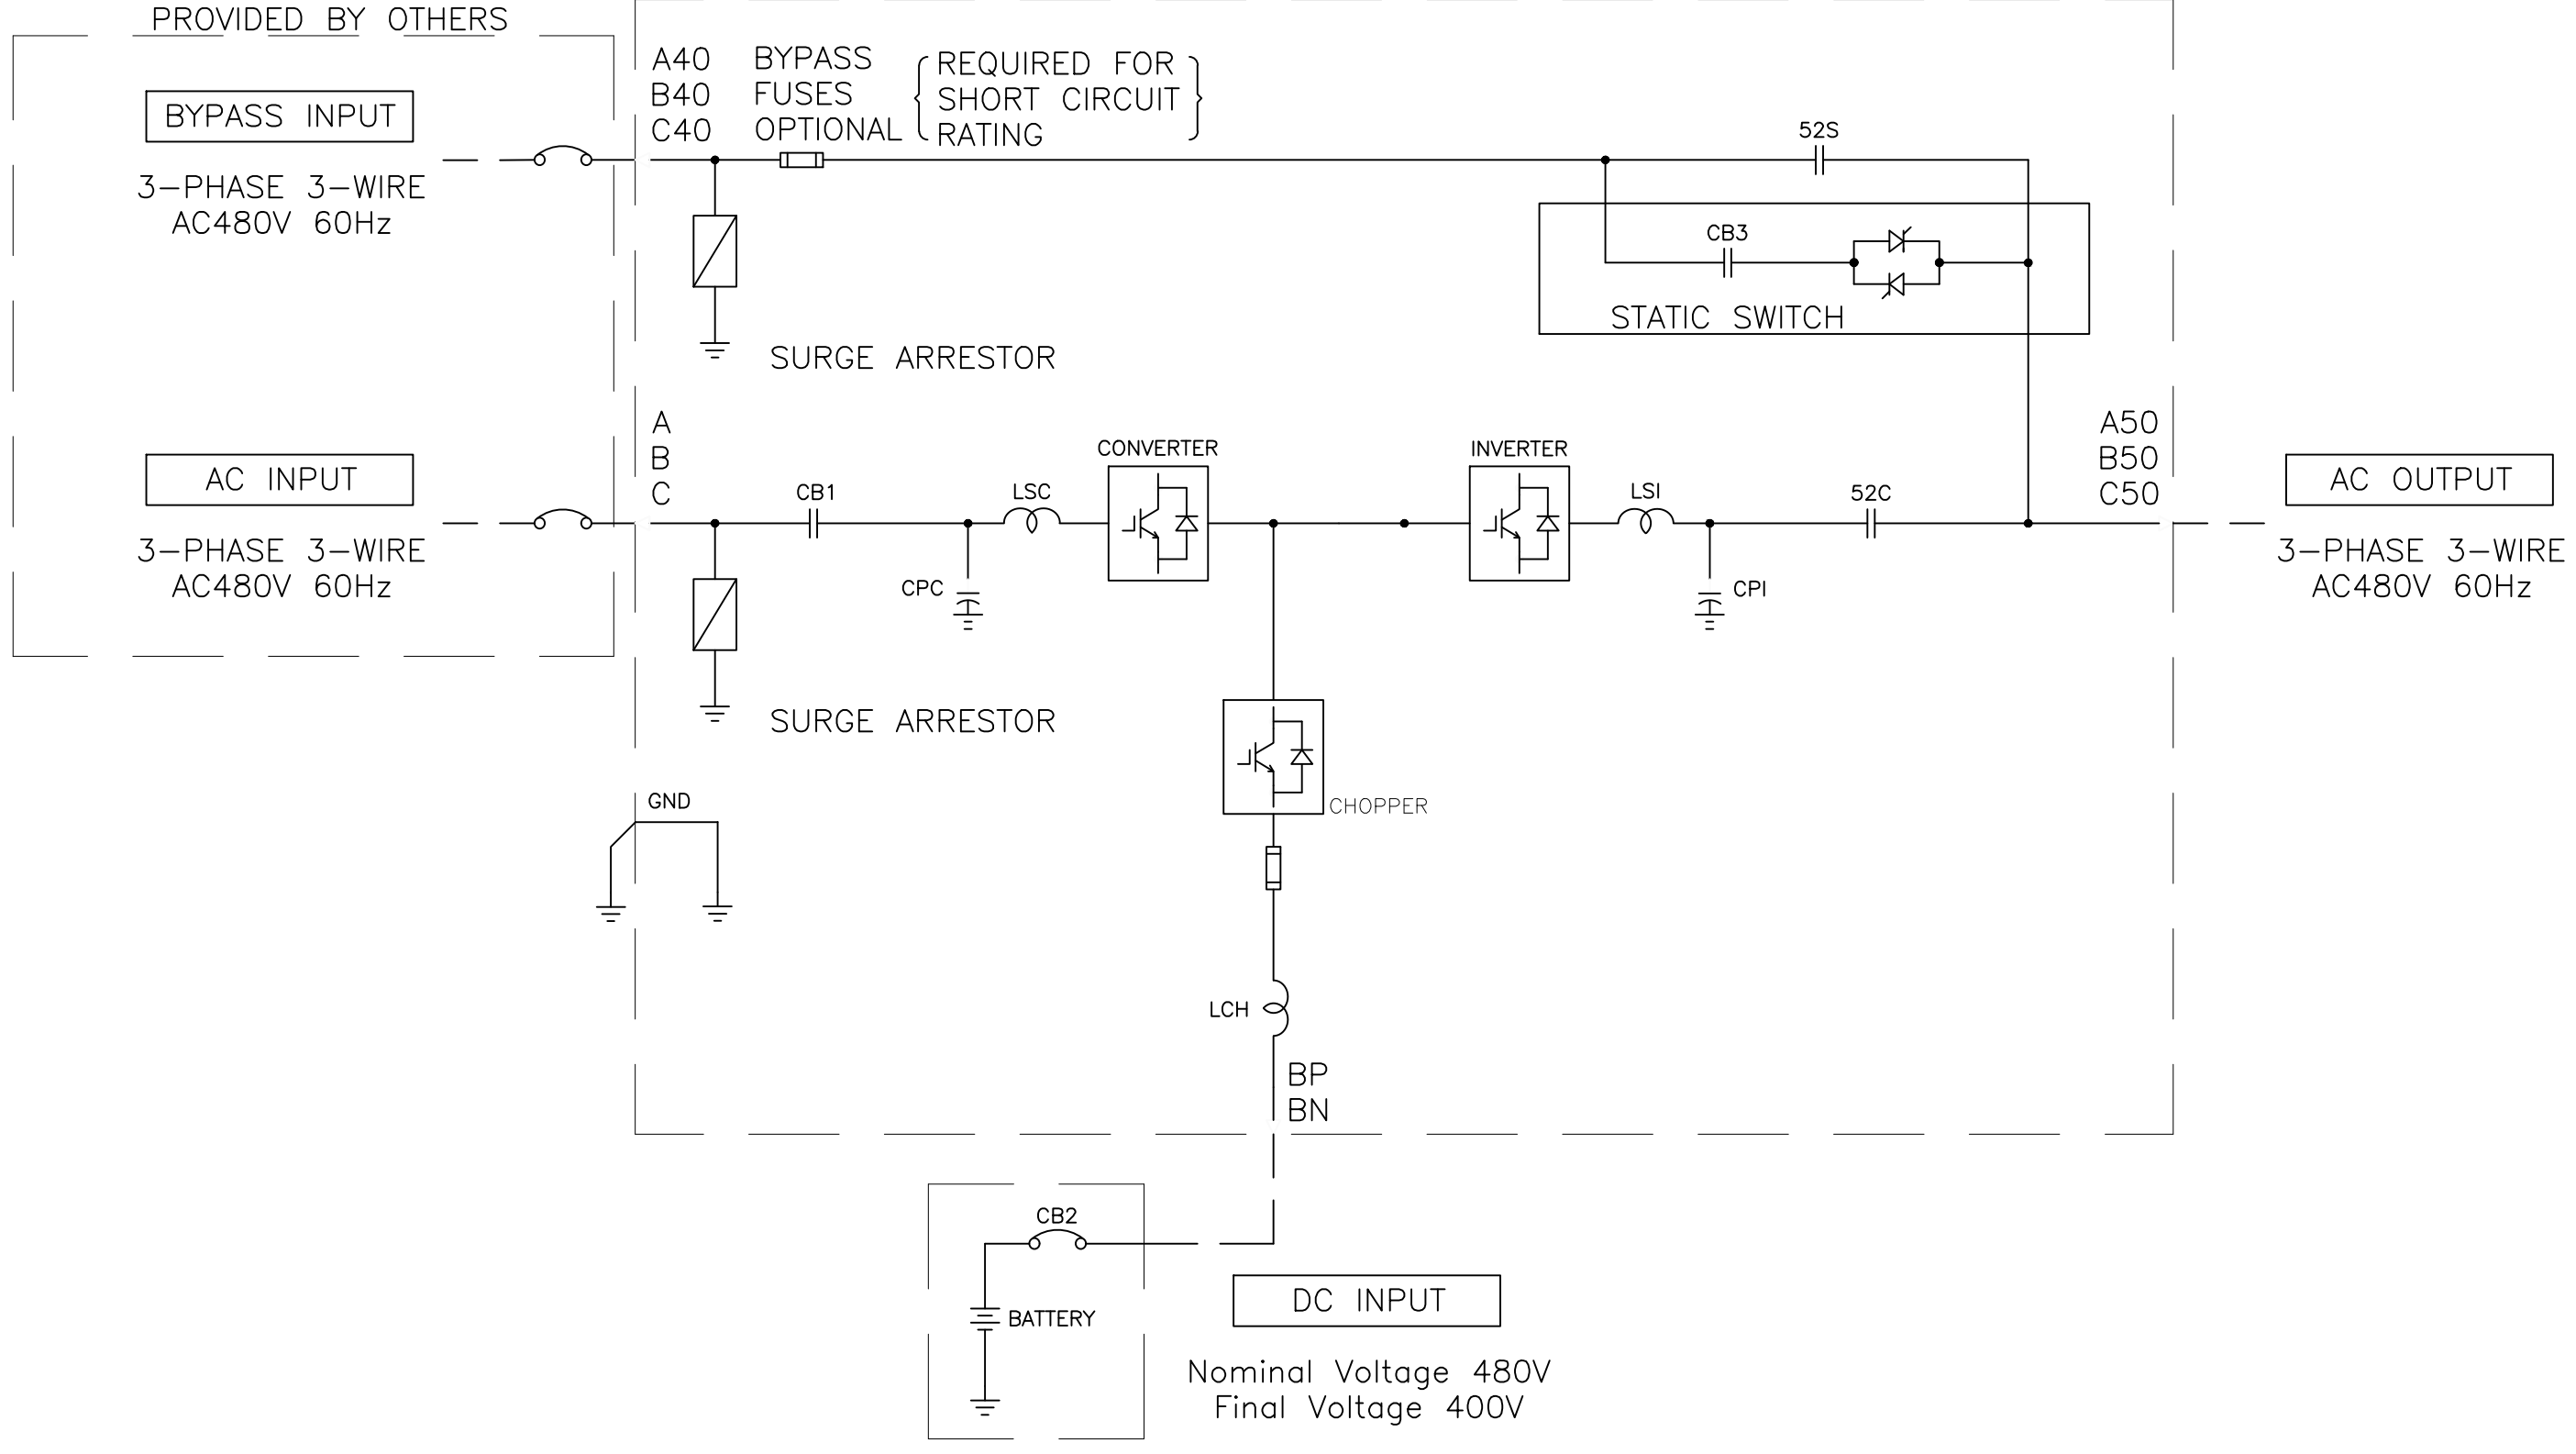 PROVIDED BY OTHERS
A40
B40
C40
BYPASS
FUSES
OPTIONAL
REQUIRED FOR
SHORT CIRCUIT
RATING
BYPASS INPUT
3-PHASE 3-WIRE
AC480V 60Hz
52S
CB3
STATIC SWITCH
SURGE ARRESTOR
AC INPUT
3-PHASE 3-WIRE
AC480V 60Hz
A
B
C
CB1
LSC
CPC
CONVERTER
INVERTER
LSI
CPI
52C
A50
B50
C50
AC OUTPUT
3-PHASE 3-WIRE
AC480V 60Hz
SURGE ARRESTOR
GND
CHOPPER
LCH
BP
BN
CB2
BATTERY
DC INPUT
Nominal Voltage 480V
Final Voltage 400V